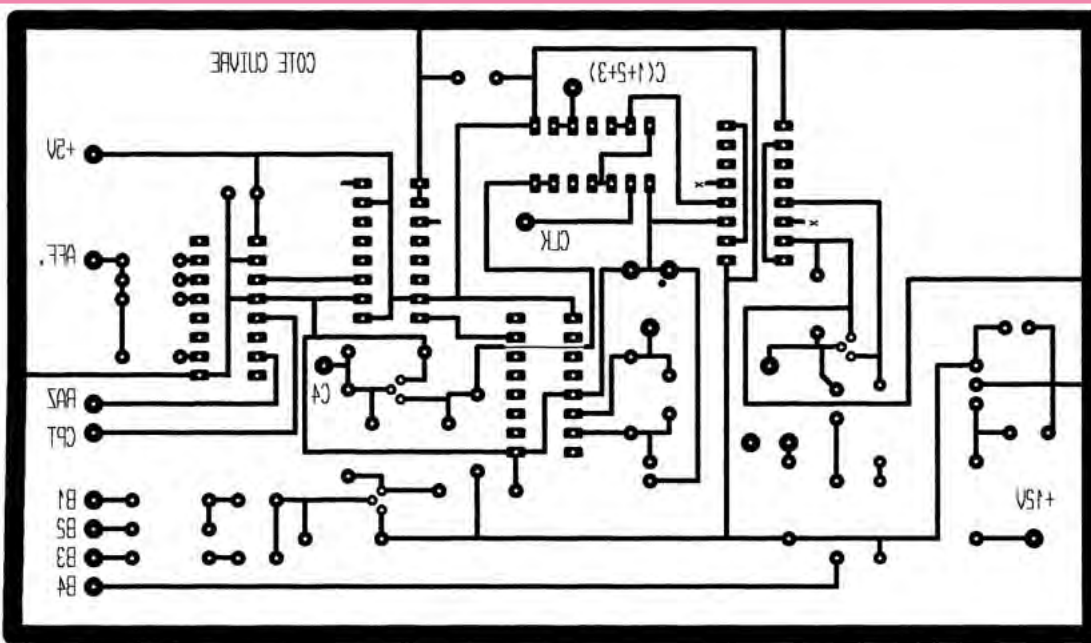 COTE CUIVRE
C(1+2+3)
+5V
x
x
CLK
AFF.
C4
RAZ
CPT
B1
+12V
B2
B3
B4